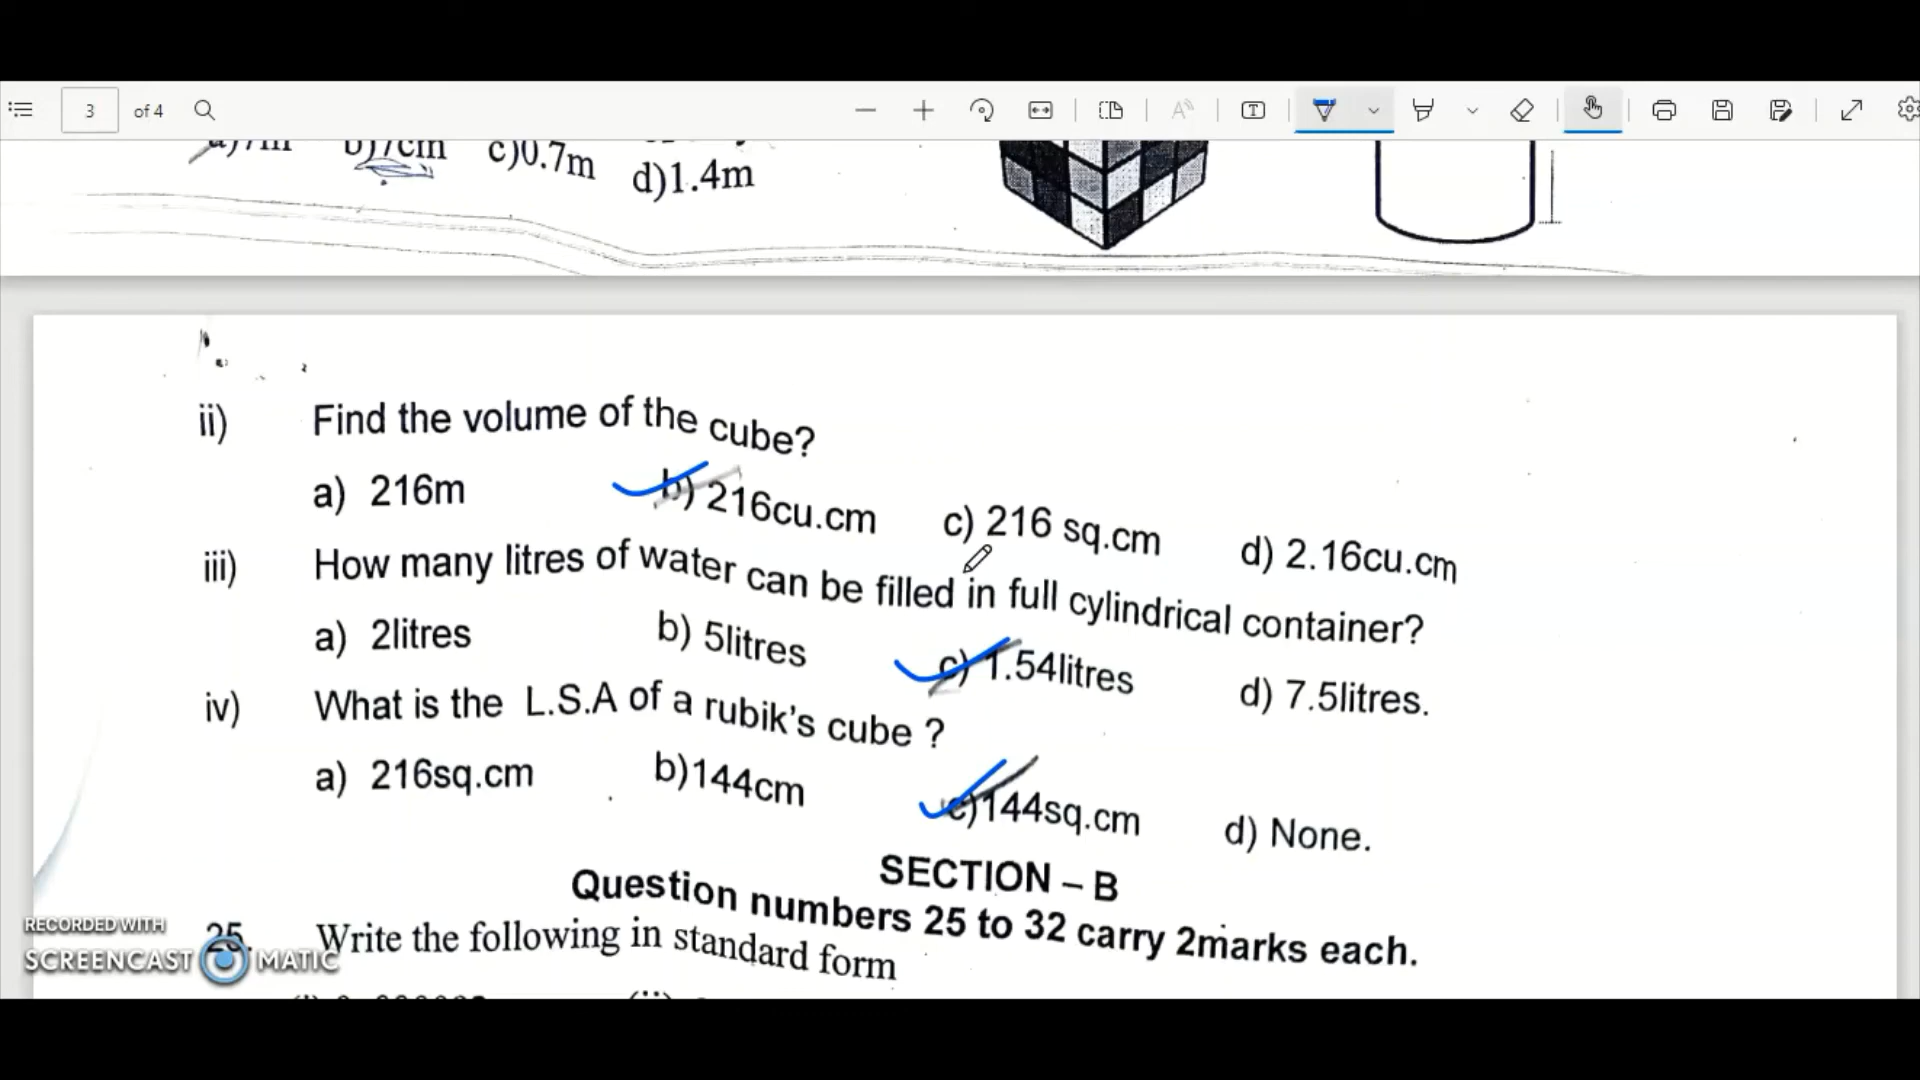 3 of 4
b)7cm c)0.7m d)1.4m
ii) Find the volume of the cube?
a) 216m b) 216cu.cm c) 216 sq.cm d) 2.16cu.cm
iii) How many litres of water can be filled in full cylindrical container?
a) 2litres b) 5litres c) 1.54litres d) 7.5litres.
iv) What is the L.S.A of a rubik's cube ?
a) 216sq.cm b)144cm c)144sq.cm d) None.
SECTION – B
Question numbers 25 to 32 carry 2marks each.
25. Write the following in standard form
RECORDED WITH
SCREENCAST MATIC